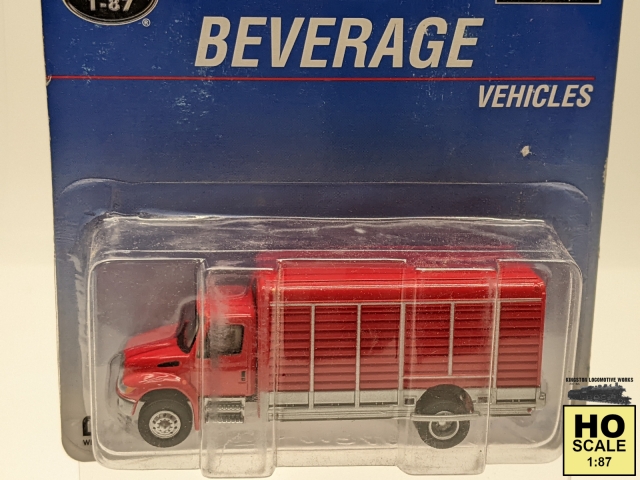 1-87
®
BEVERAGE
VEHICLES
KINGSTON LOCOMOTIVE WORKS
HO
SCALE
1:87